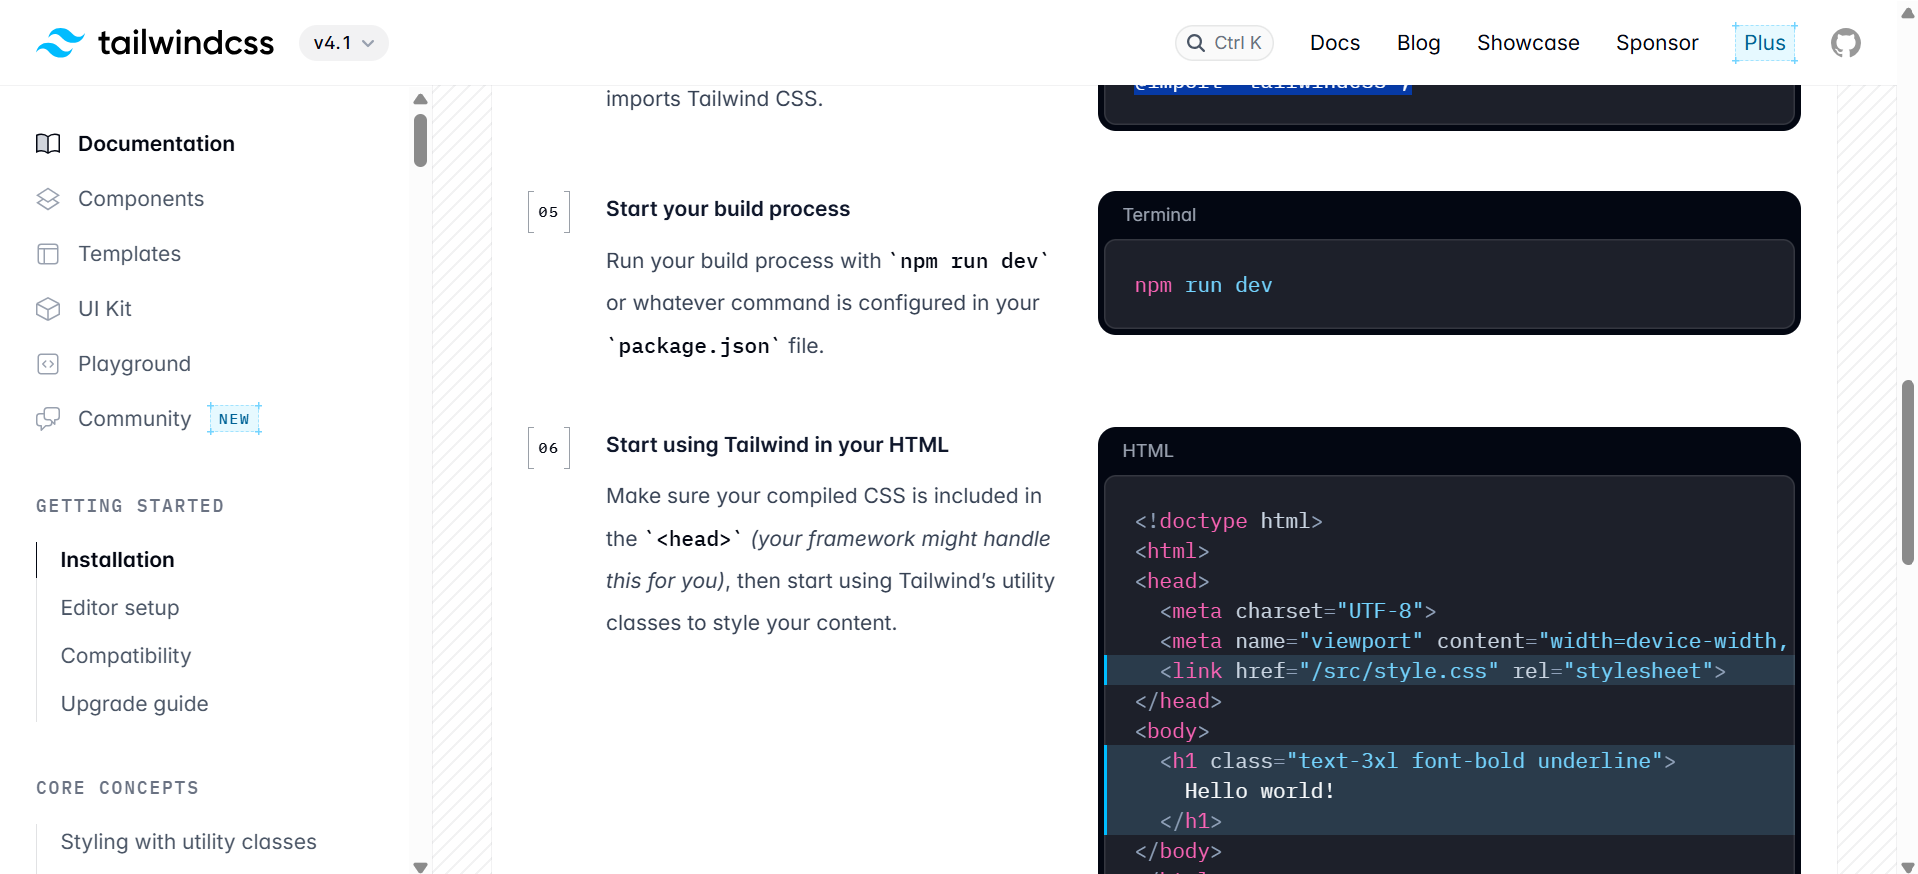 tailwindcss
v4.1
Ctrl K
Docs
Blog
Showcase
Sponsor
Plus
Documentation
Components
Templates
UI Kit
Playground
Community NEW
GETTING STARTED
Installation
Editor setup
Compatibility
Upgrade guide
CORE CONCEPTS
Styling with utility classes
imports Tailwind CSS.
@import "tailwindcss";
05
Start your build process
Run your build process with `npm run dev`
or whatever command is configured in your
`package.json` file.
Terminal
npm run dev
06
Start using Tailwind in your HTML
Make sure your compiled CSS is included in
the `<head>` (your framework might handle
this for you), then start using Tailwind’s utility
classes to style your content.
HTML
<!doctype html>
<html>
<head>
<meta charset="UTF-8">
<meta name="viewport" content="width=device-width,
<link href="/src/style.css" rel="stylesheet">
</head>
<body>
<h1 class="text-3xl font-bold underline">
Hello world!
</h1>
</body>